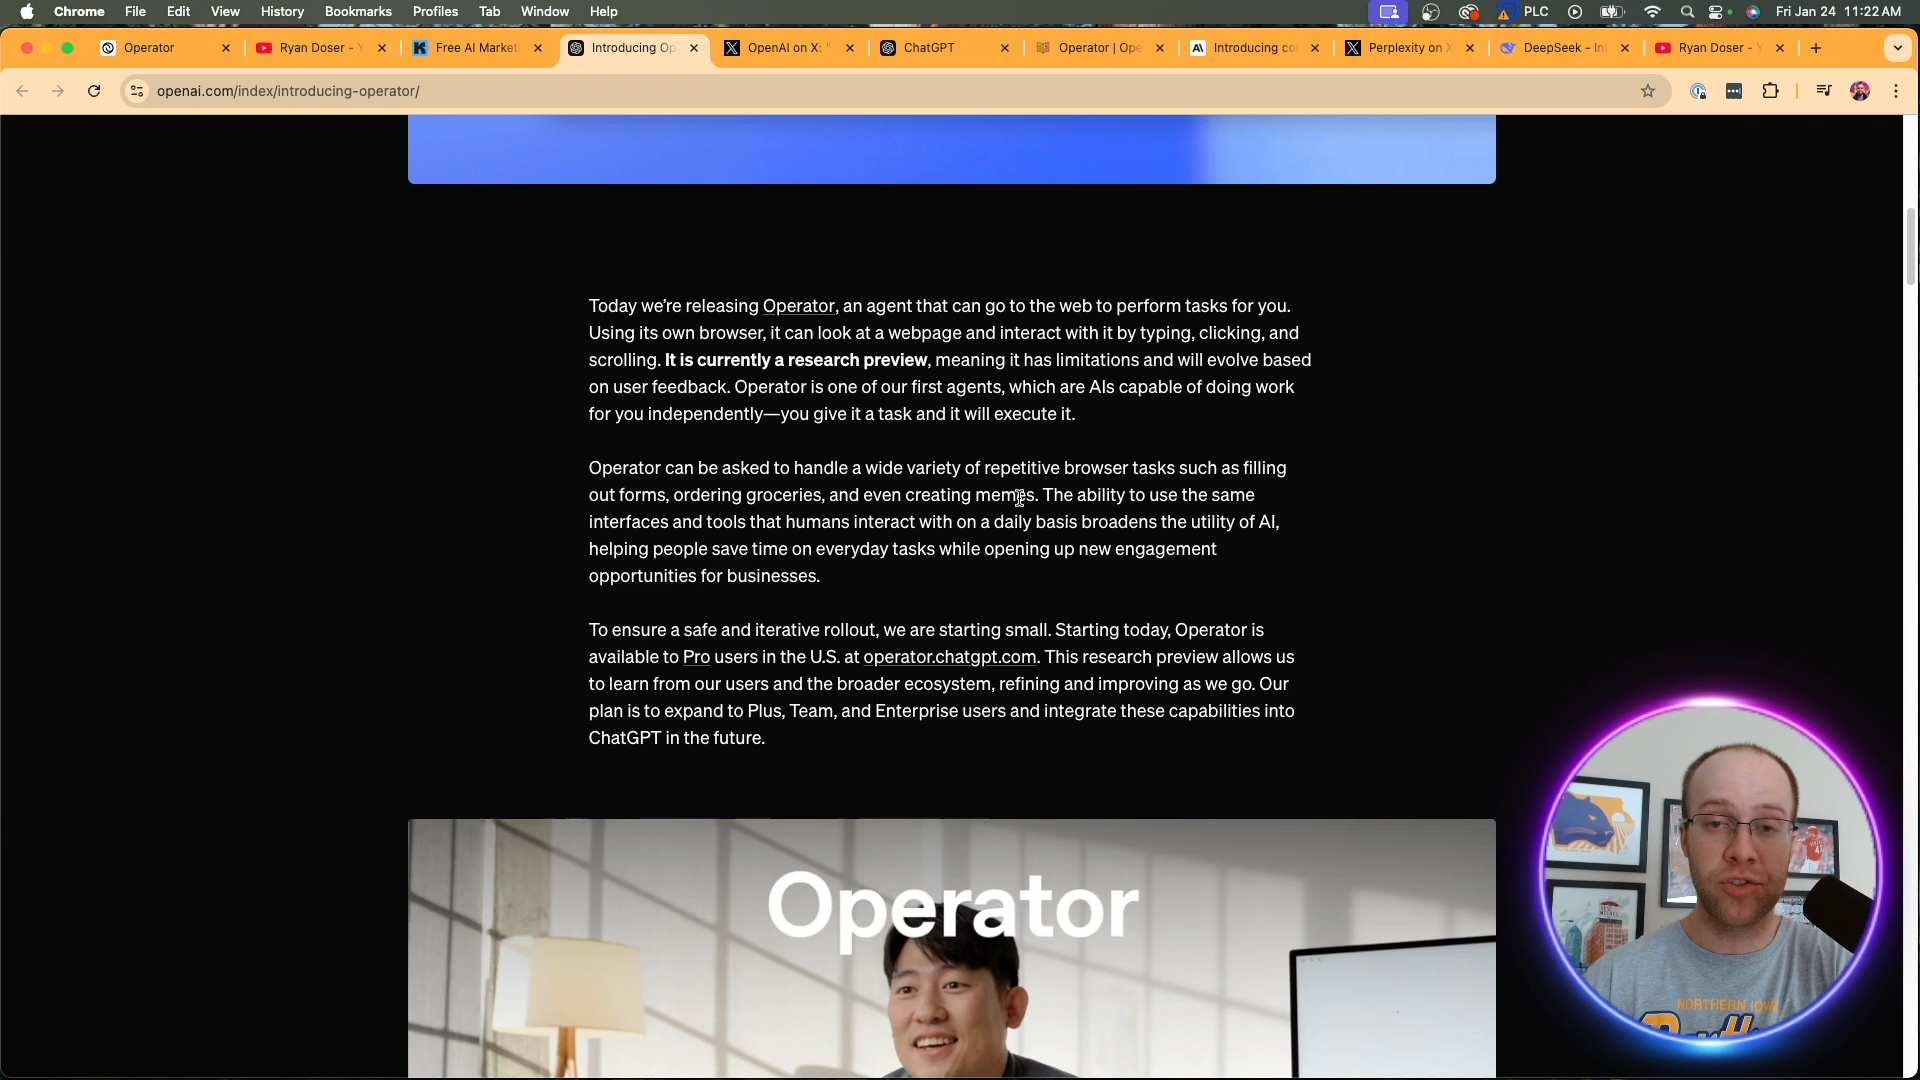 Chrome File Edit View History Bookmarks Profiles Tab Window Help PLC Fri Jan 24 11:22 AM
Operator Ryan Doser - Y Free AI Market Introducing Op OpenAI on X: " ChatGPT Operator | Ope Introducing co Perplexity on X DeepSeek - Int Ryan Doser - Y
openai.com/index/introducing-operator/
Today we’re releasing Operator, an agent that can go to the web to perform tasks for you.
Using its own browser, it can look at a webpage and interact with it by typing, clicking, and
scrolling. It is currently a research preview, meaning it has limitations and will evolve based
on user feedback. Operator is one of our first agents, which are AIs capable of doing work
for you independently—you give it a task and it will execute it.
Operator can be asked to handle a wide variety of repetitive browser tasks such as filling
out forms, ordering groceries, and even creating memes. The ability to use the same
interfaces and tools that humans interact with on a daily basis broadens the utility of AI,
helping people save time on everyday tasks while opening up new engagement
opportunities for businesses.
To ensure a safe and iterative rollout, we are starting small. Starting today, Operator is
available to Pro users in the U.S. at operator.chatgpt.com. This research preview allows us
to learn from our users and the broader ecosystem, refining and improving as we go. Our
plan is to expand to Plus, Team, and Enterprise users and integrate these capabilities into
ChatGPT in the future.
Operator
NORTHERN IOWA